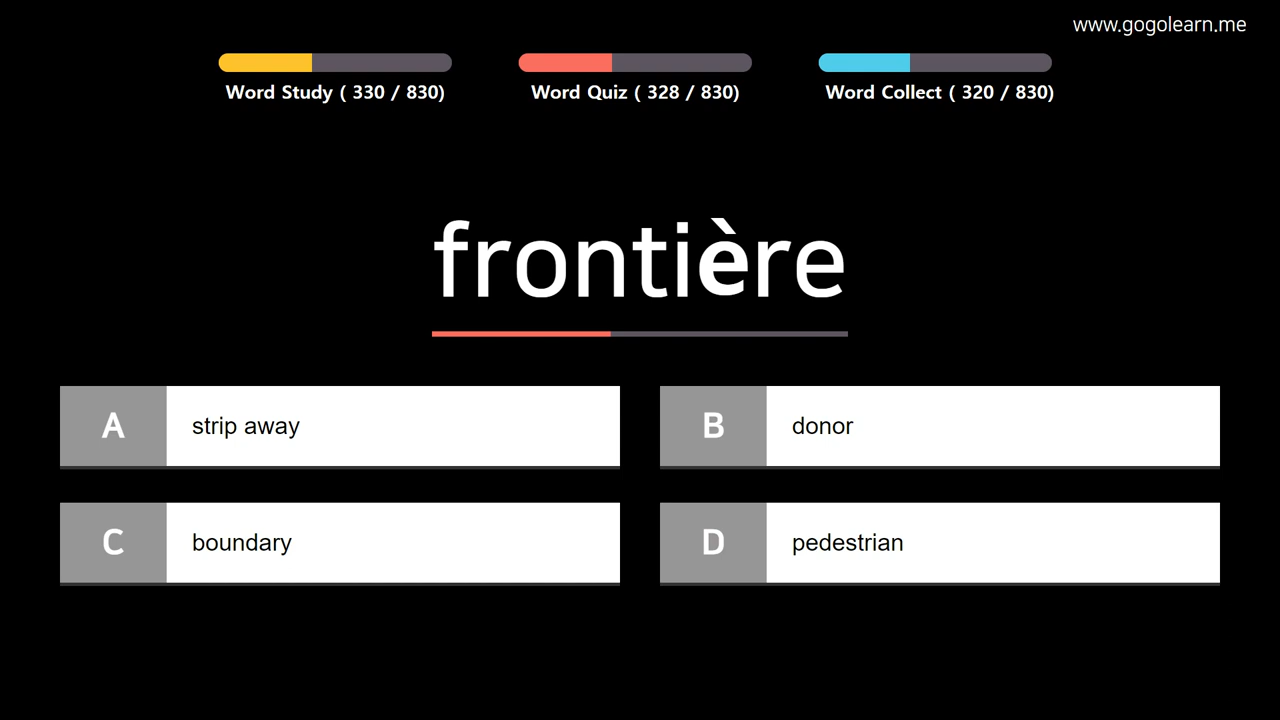 www.gogolearn.me
Word Study ( 330 / 830)
Word Quiz ( 328 / 830)
Word Collect ( 320 / 830)
frontière
A strip away
B donor
C boundary
D pedestrian